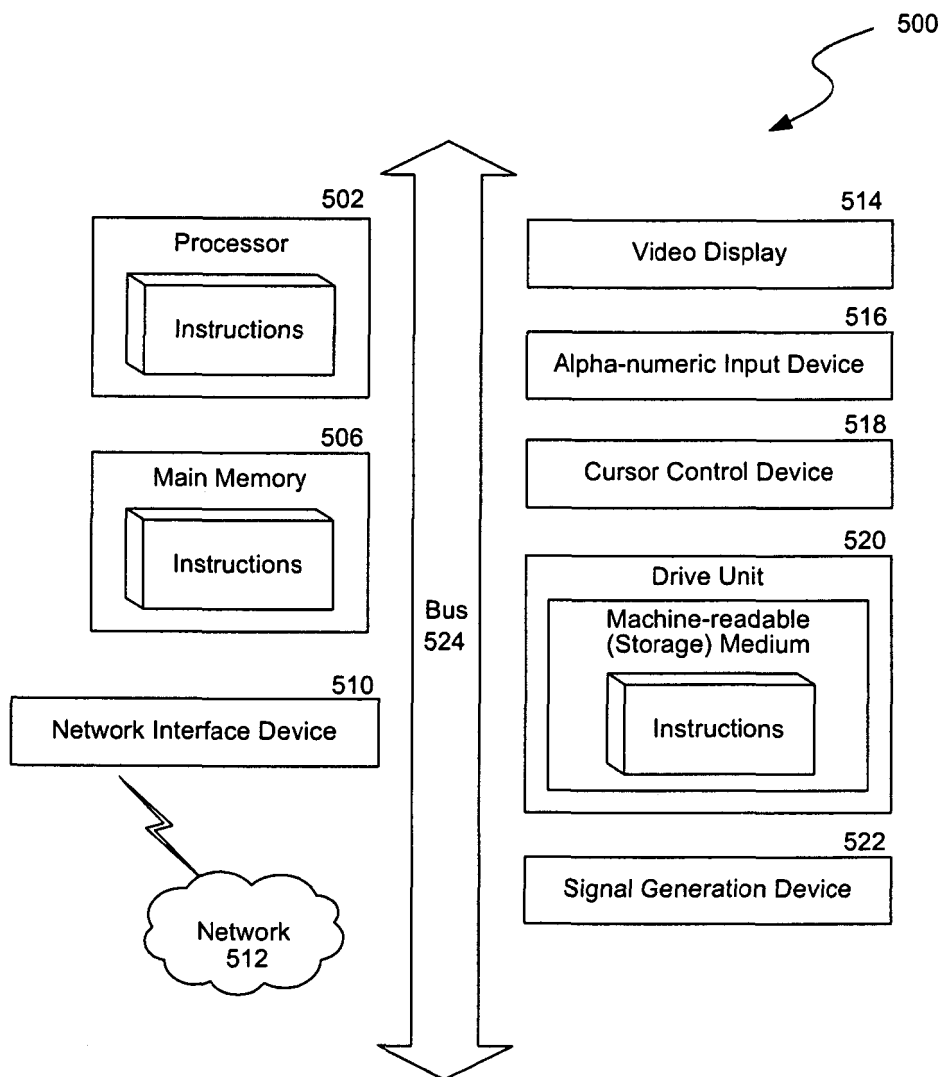 500
502
Processor
Instructions
506
Main Memory
Instructions
510
Network Interface Device
Network
512
Bus
524
514
Video Display
516
Alpha-numeric Input Device
518
Cursor Control Device
520
Drive Unit
Machine-readable
(Storage) Medium
Instructions
522
Signal Generation Device